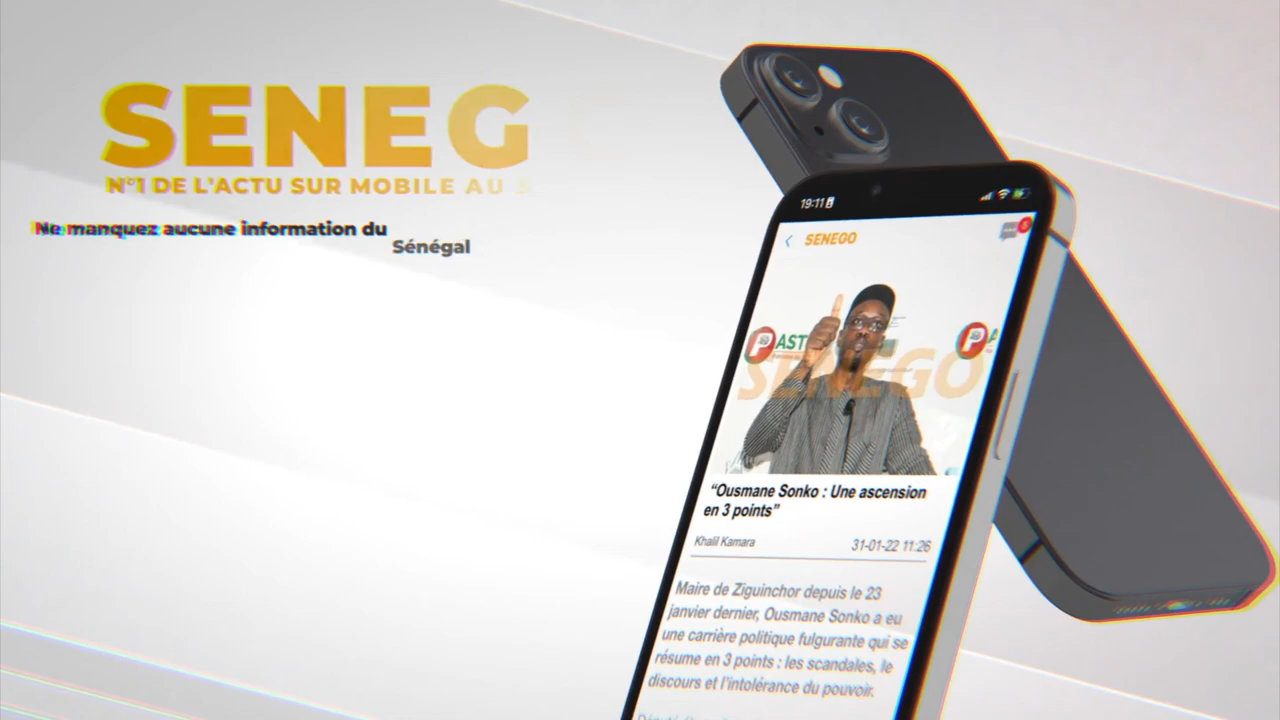 SENEG
N°1 DE L'ACTU SUR MOBILE AU S
Ne manquez aucune information du
Sénégal
19:11
SENEGO
3
PAST
SENEGO
“Ousmane Sonko : Une ascension
en 3 points”
Khalil Kamara
31-01-22 11:26
Maire de Ziguinchor depuis le 23
janvier dernier, Ousmane Sonko a eu
une carrière politique fulgurante qui se
résume en 3 points : les scandales, le
discours et l'intolérance du pouvoir.